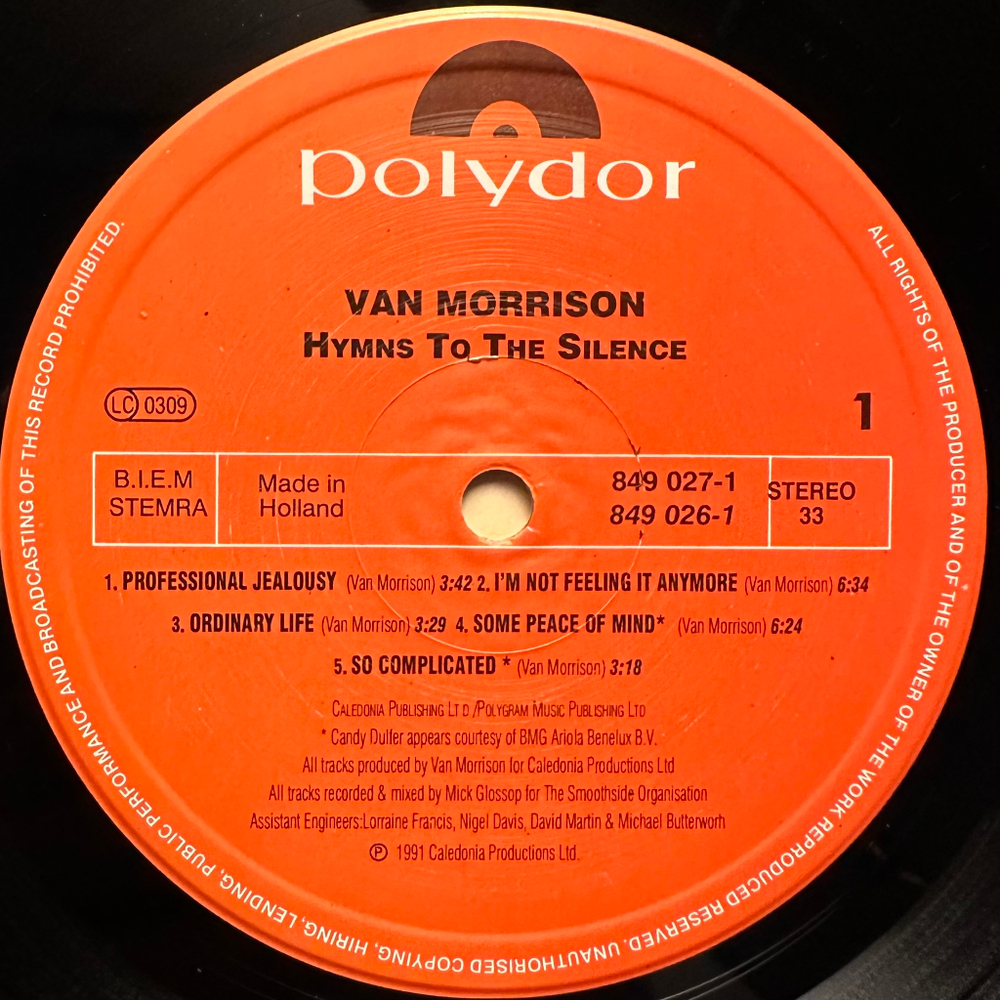 polydor
VAN MORRISON
HYMNS TO THE SILENCE
LC 0309
1
B.I.E.M
STEMRA
Made in
Holland
849 027-1
849 026-1
STEREO
33
1. PROFESSIONAL JEALOUSY (Van Morrison) 3:42 2. I'M NOT FEELING IT ANYMORE (Van Morrison) 6:34
3. ORDINARY LIFE (Van Morrison) 3:29 4. SOME PEACE OF MIND* (Van Morrison) 6:24
5. SO COMPLICATED * (Van Morrison) 3:18
CALEDONIA PUBLISHING LT D /POLYGRAM MUSIC PUBLISHING LTD
* Candy Dulfer appears courtesy of BMG Ariola Benelux B.V.
All tracks produced by Van Morrison for Caledonia Productions Ltd
All tracks recorded & mixed by Mick Glossop for The Smoothside Organisation
Assistant Engineers:Lorraine Francis, Nigel Davis, David Martin & Michael Butterworh
℗ 1991 Caledonia Productions Ltd.
ALL RIGHTS OF THE PRODUCER AND OF THE OWNER OF THE WORK REPRODUCED RESERVED. UNAUTHORISED COPYING, HIRING, LENDING, PUBLIC PERFORMANCE AND BROADCASTING OF THIS RECORD PROHIBITED.